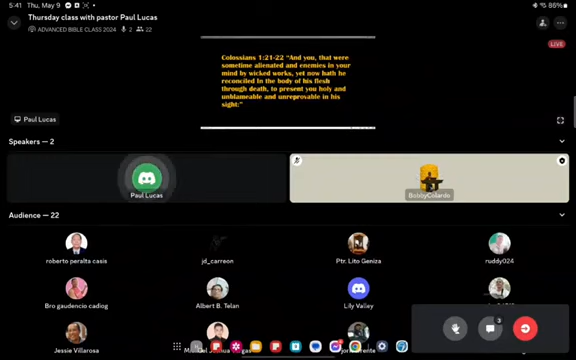 5:41 Thu, May 9
86%
Thursday class with pastor Paul Lucas
ADVANCED BIBLE CLASS 2024 2 22
LIVE
Colossians 1:21-22 "And you, that were
sometime alienated and enemies in your
mind by wicked works, yet now hath he
reconciled In the body of his flesh
through death, to present you holy and
unblameable and unreprovable in his
sight:"
Paul Lucas
Speakers — 2
Paul Lucas
BobbyCollardo
Audience — 22
roberto peralta casis
jd_carreon
Ptr. Lito Geniza
ruddy024
Bro gaudencio cadiog
Albert B. Telan
Lily Valley
3
Jessie Villarosa